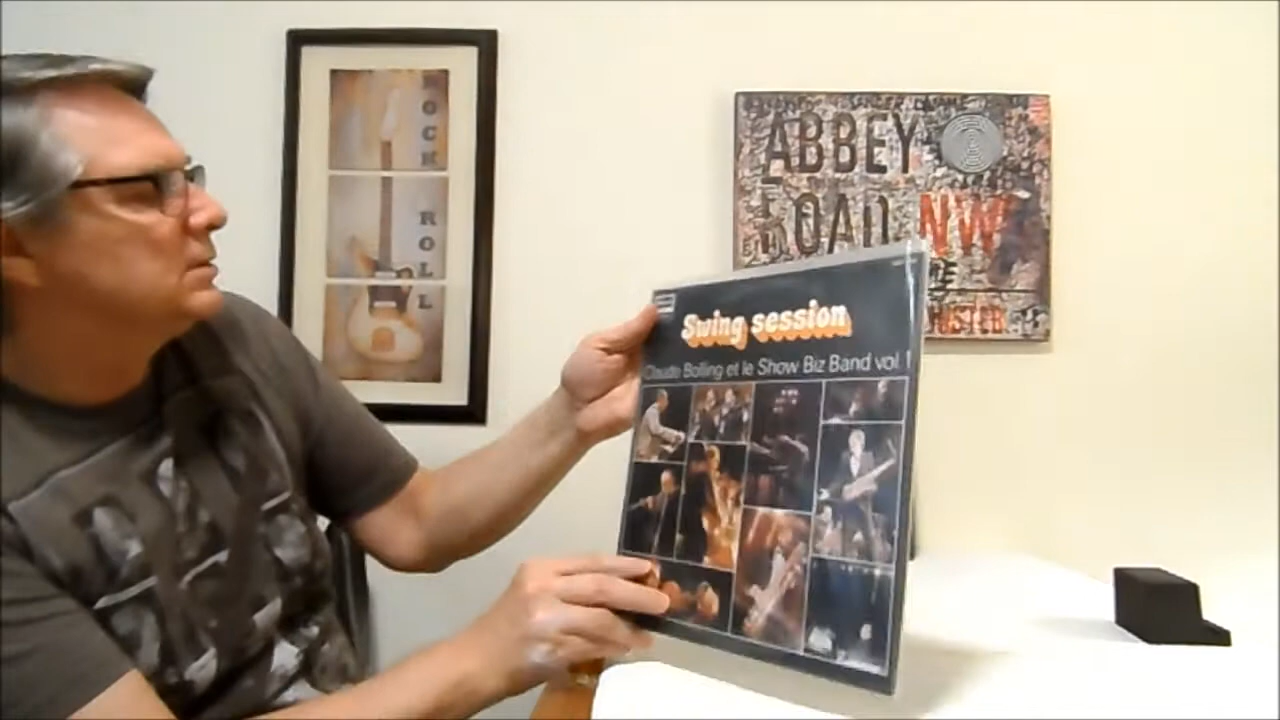 ROCK
ROLL
ABBEY
ROAD NW
Swing session
Claude Bolling et le Show Biz Band vol 1